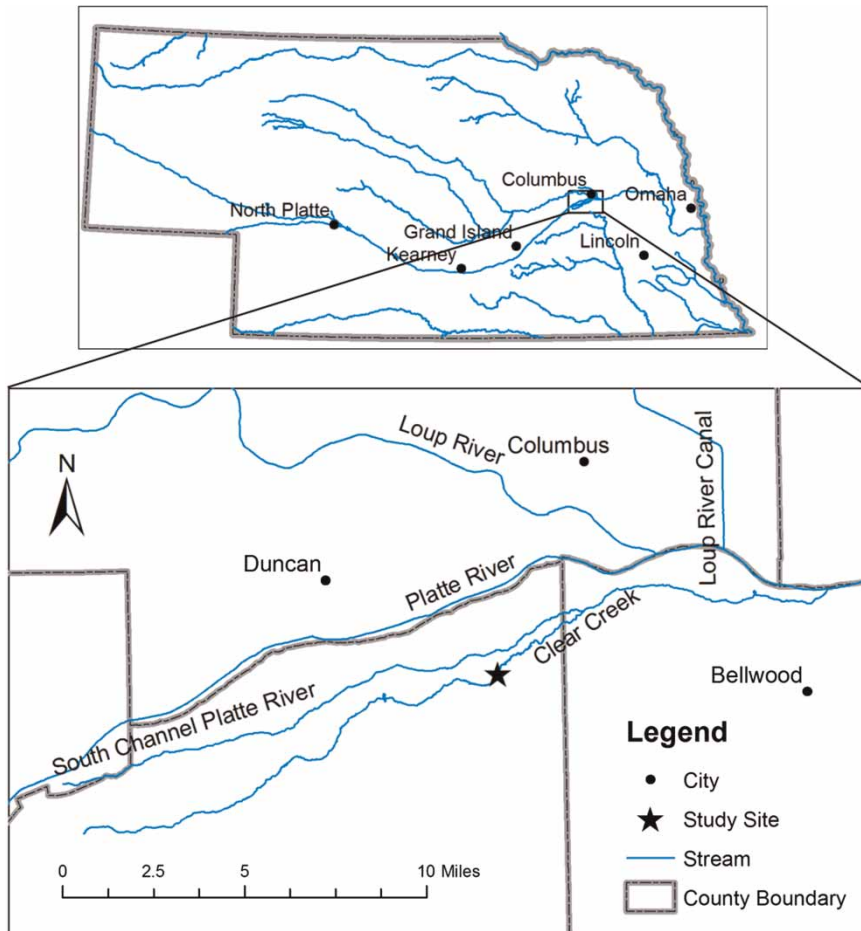 Columbus
Omaha
North Platte
Grand Island
Lincoln
Kearney
Loup River
Columbus
Loup River Canal
N
Duncan
Platte River
Clear Creek
Bellwood
South Channel Platte River
Legend
City
Study Site
Stream
County Boundary
0 2.5 5 10 Miles